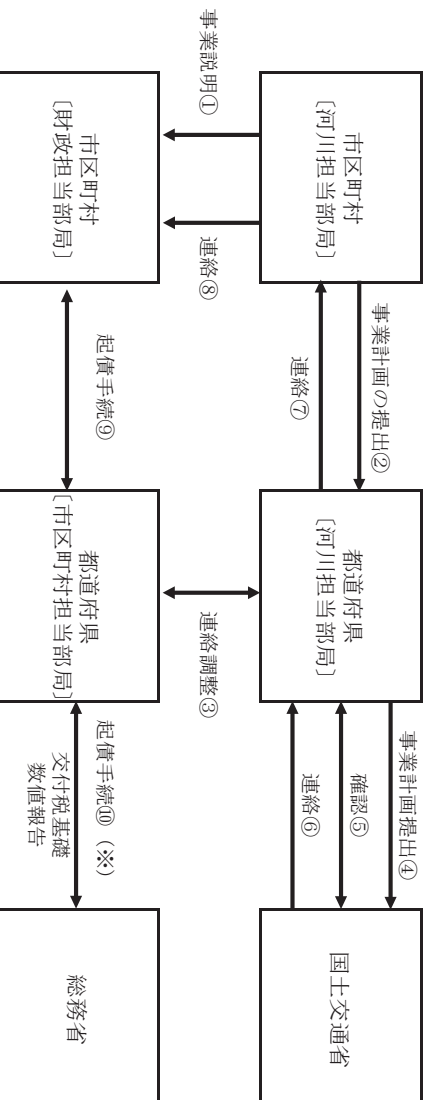 市区町村
〔河川担当部局〕
事業計画の提出②
連絡⑦
都道府県
〔河川担当部局〕
事業計画提出④
確認⑤
連絡⑥
国土交通省
事業説明①
連絡⑧
連絡調整③
市区町村
〔財政担当部局〕
起債手続⑨
都道府県
〔市区町村担当部局〕
起債手続⑩（※）
交付税基礎
数値報告
総務省